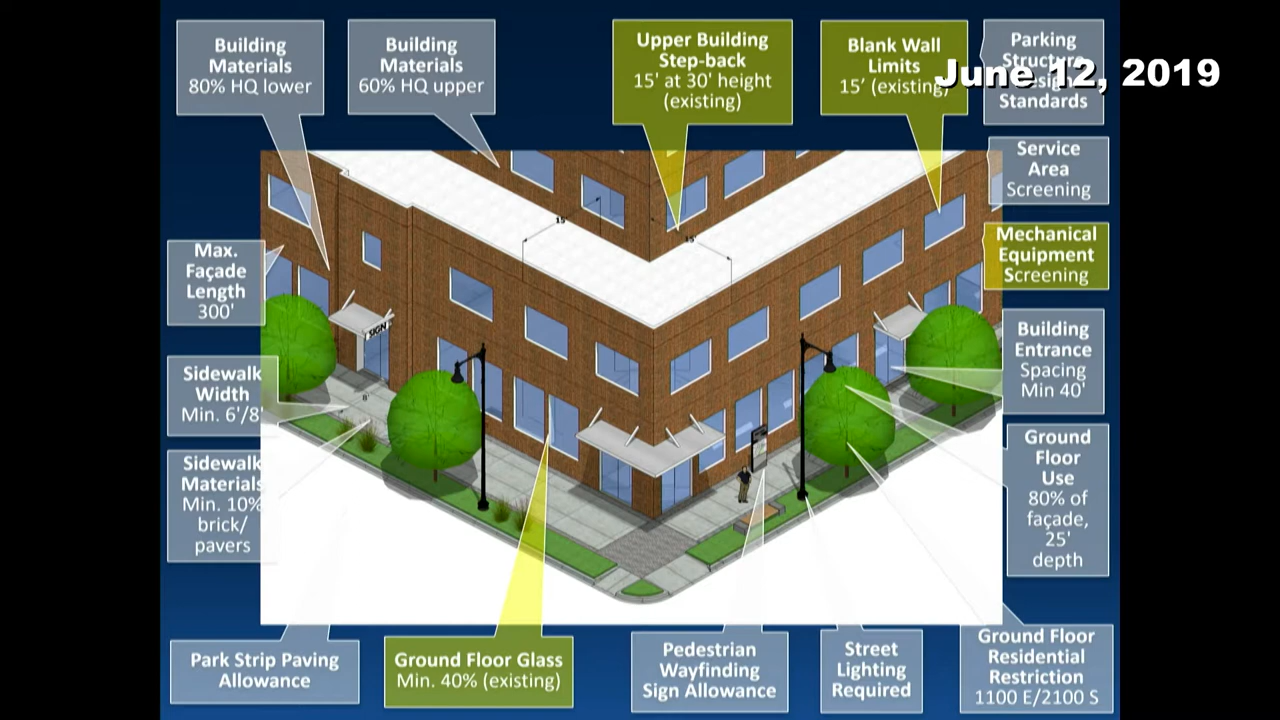 Building
Materials
80% HQ lower
Building
Materials
60% HQ upper
Upper Building
Step-back
15' at 30' height
(existing)
Blank Wall
Limits
15’ (existing)
Parking
Structure
Design
Standards
June 12, 2019
Service
Area
Screening
Mechanical
Equipment
Screening
Max.
Façade
Length
300'
15'
15'
SIGN
Building
Entrance
Spacing
Min 40'
Sidewalk
Width
Min. 6'/8'
8'
Ground
Floor
Use
80% of
façade,
25'
depth
Sidewalk
Materials
Min. 10%
brick/
pavers
Park Strip Paving
Allowance
Ground Floor Glass
Min. 40% (existing)
Pedestrian
Wayfinding
Sign Allowance
Street
Lighting
Required
Ground Floor
Residential
Restriction
1100 E/2100 S